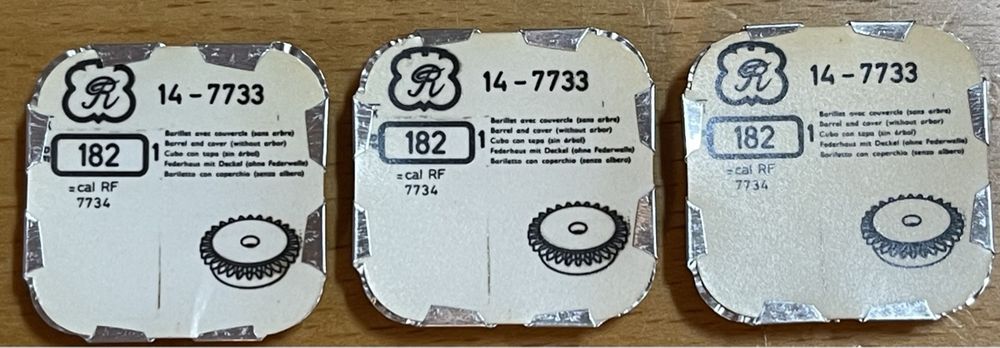 R
14-7733
182
1
Barillet avec couvercle (sans arbre)
Barrel and cover (without arbor)
Cubo con tapa (sin árbol)
Federhaus mit Deckel (ohne Federwelle)
Bariletto con coperchio (senza albero)
=cal RF
7734
R
14-7733
182
1
Barillet avec couvercle (sans arbre)
Barrel and cover (without arbor)
Cubo con tapa (sin árbol)
Federhaus mit Deckel (ohne Federwelle)
Bariletto con coperchio (senza albero)
=cal RF
7734
R
14-7733
182
1
Barillet avec couvercle (sans arbre)
Barrel and cover (without arbor)
Cubo con tapa (sin árbol)
Federhaus mit Deckel (ohne Federwelle)
Bariletto con coperchio (senza albero)
=cal RF
7734